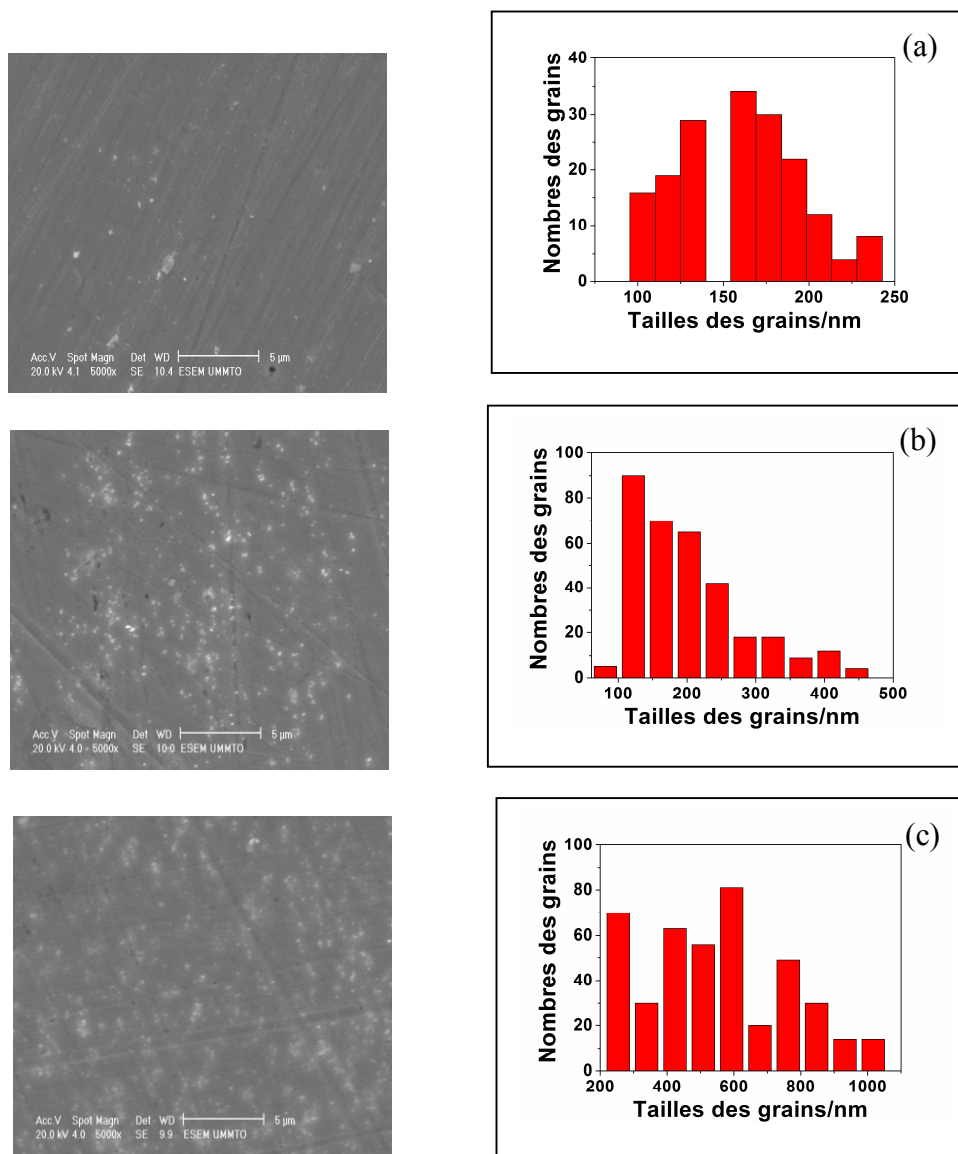 Acc.V Spot Magn Det WD 5 µm
20.0 kV 4.1 5000x SE 10.4 ESEM UMMTO
(a)
Nombres des grains
40
30
20
10
0
100 150 200 250
Tailles des grains/nm
Acc.V Spot Magn Det WD 5 µm
20.0 kV 4.0 5000x SE 10.0 ESEM UMMTO
(b)
Nombres des grains
100
80
60
40
20
0
100 200 300 400 500
Tailles des grains/nm
Acc.V Spot Magn Det WD 5 µm
20.0 kV 4.0 5000x SE 9.9 ESEM UMMTO
(c)
Nombres des grains
100
80
60
40
20
0
200 400 600 800 1000
Tailles des grains/nm